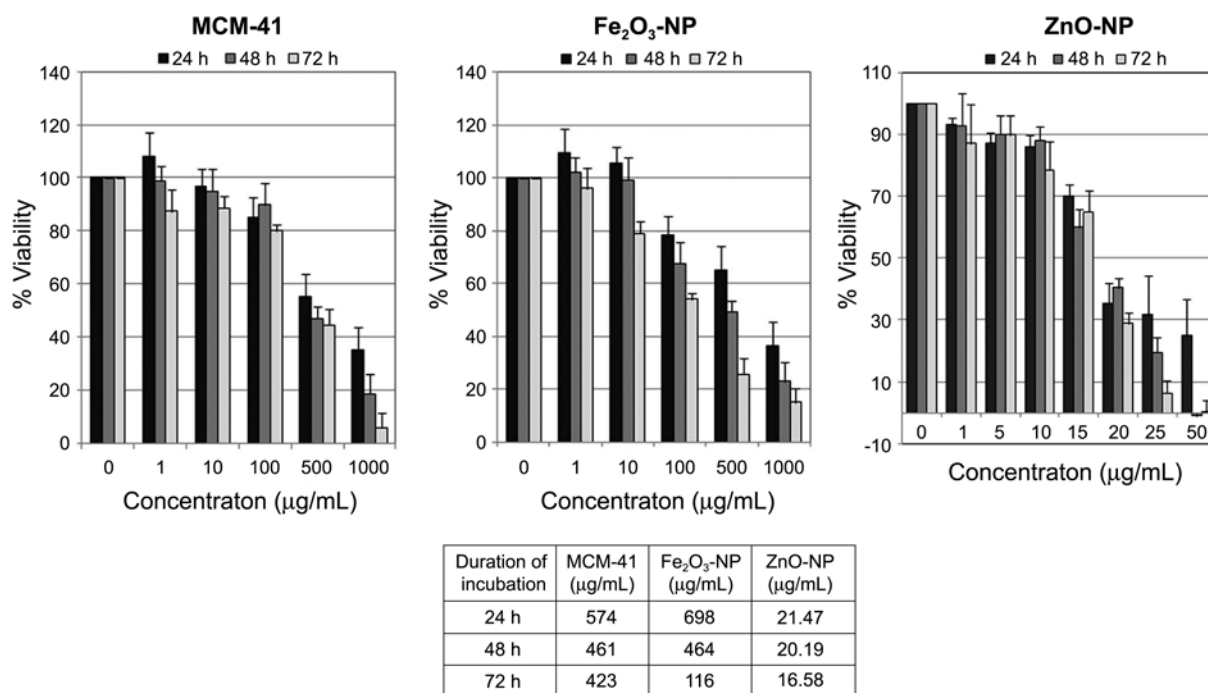 MCM-41
24 h 48 h 72 h
140
120
100
80
60
40
20
0
% Viability
0 1 10 100 500 1000
Concentraton (μg/mL)
Fe₂O₃-NP
24 h 48 h 72 h
140
120
100
80
60
40
20
0
% Viability
0 1 10 100 500 1000
Concentraton (μg/mL)
ZnO-NP
24 h 48 h 72 h
110
90
70
50
30
10
-10
% Viability
0 1 5 10 15 20 25 50
Concentraton (μg/mL)
Duration of incubation MCM-41 (μg/mL) Fe₂O₃-NP (μg/mL) ZnO-NP (μg/mL)
24 h 574 698 21.47
48 h 461 464 20.19
72 h 423 116 16.58